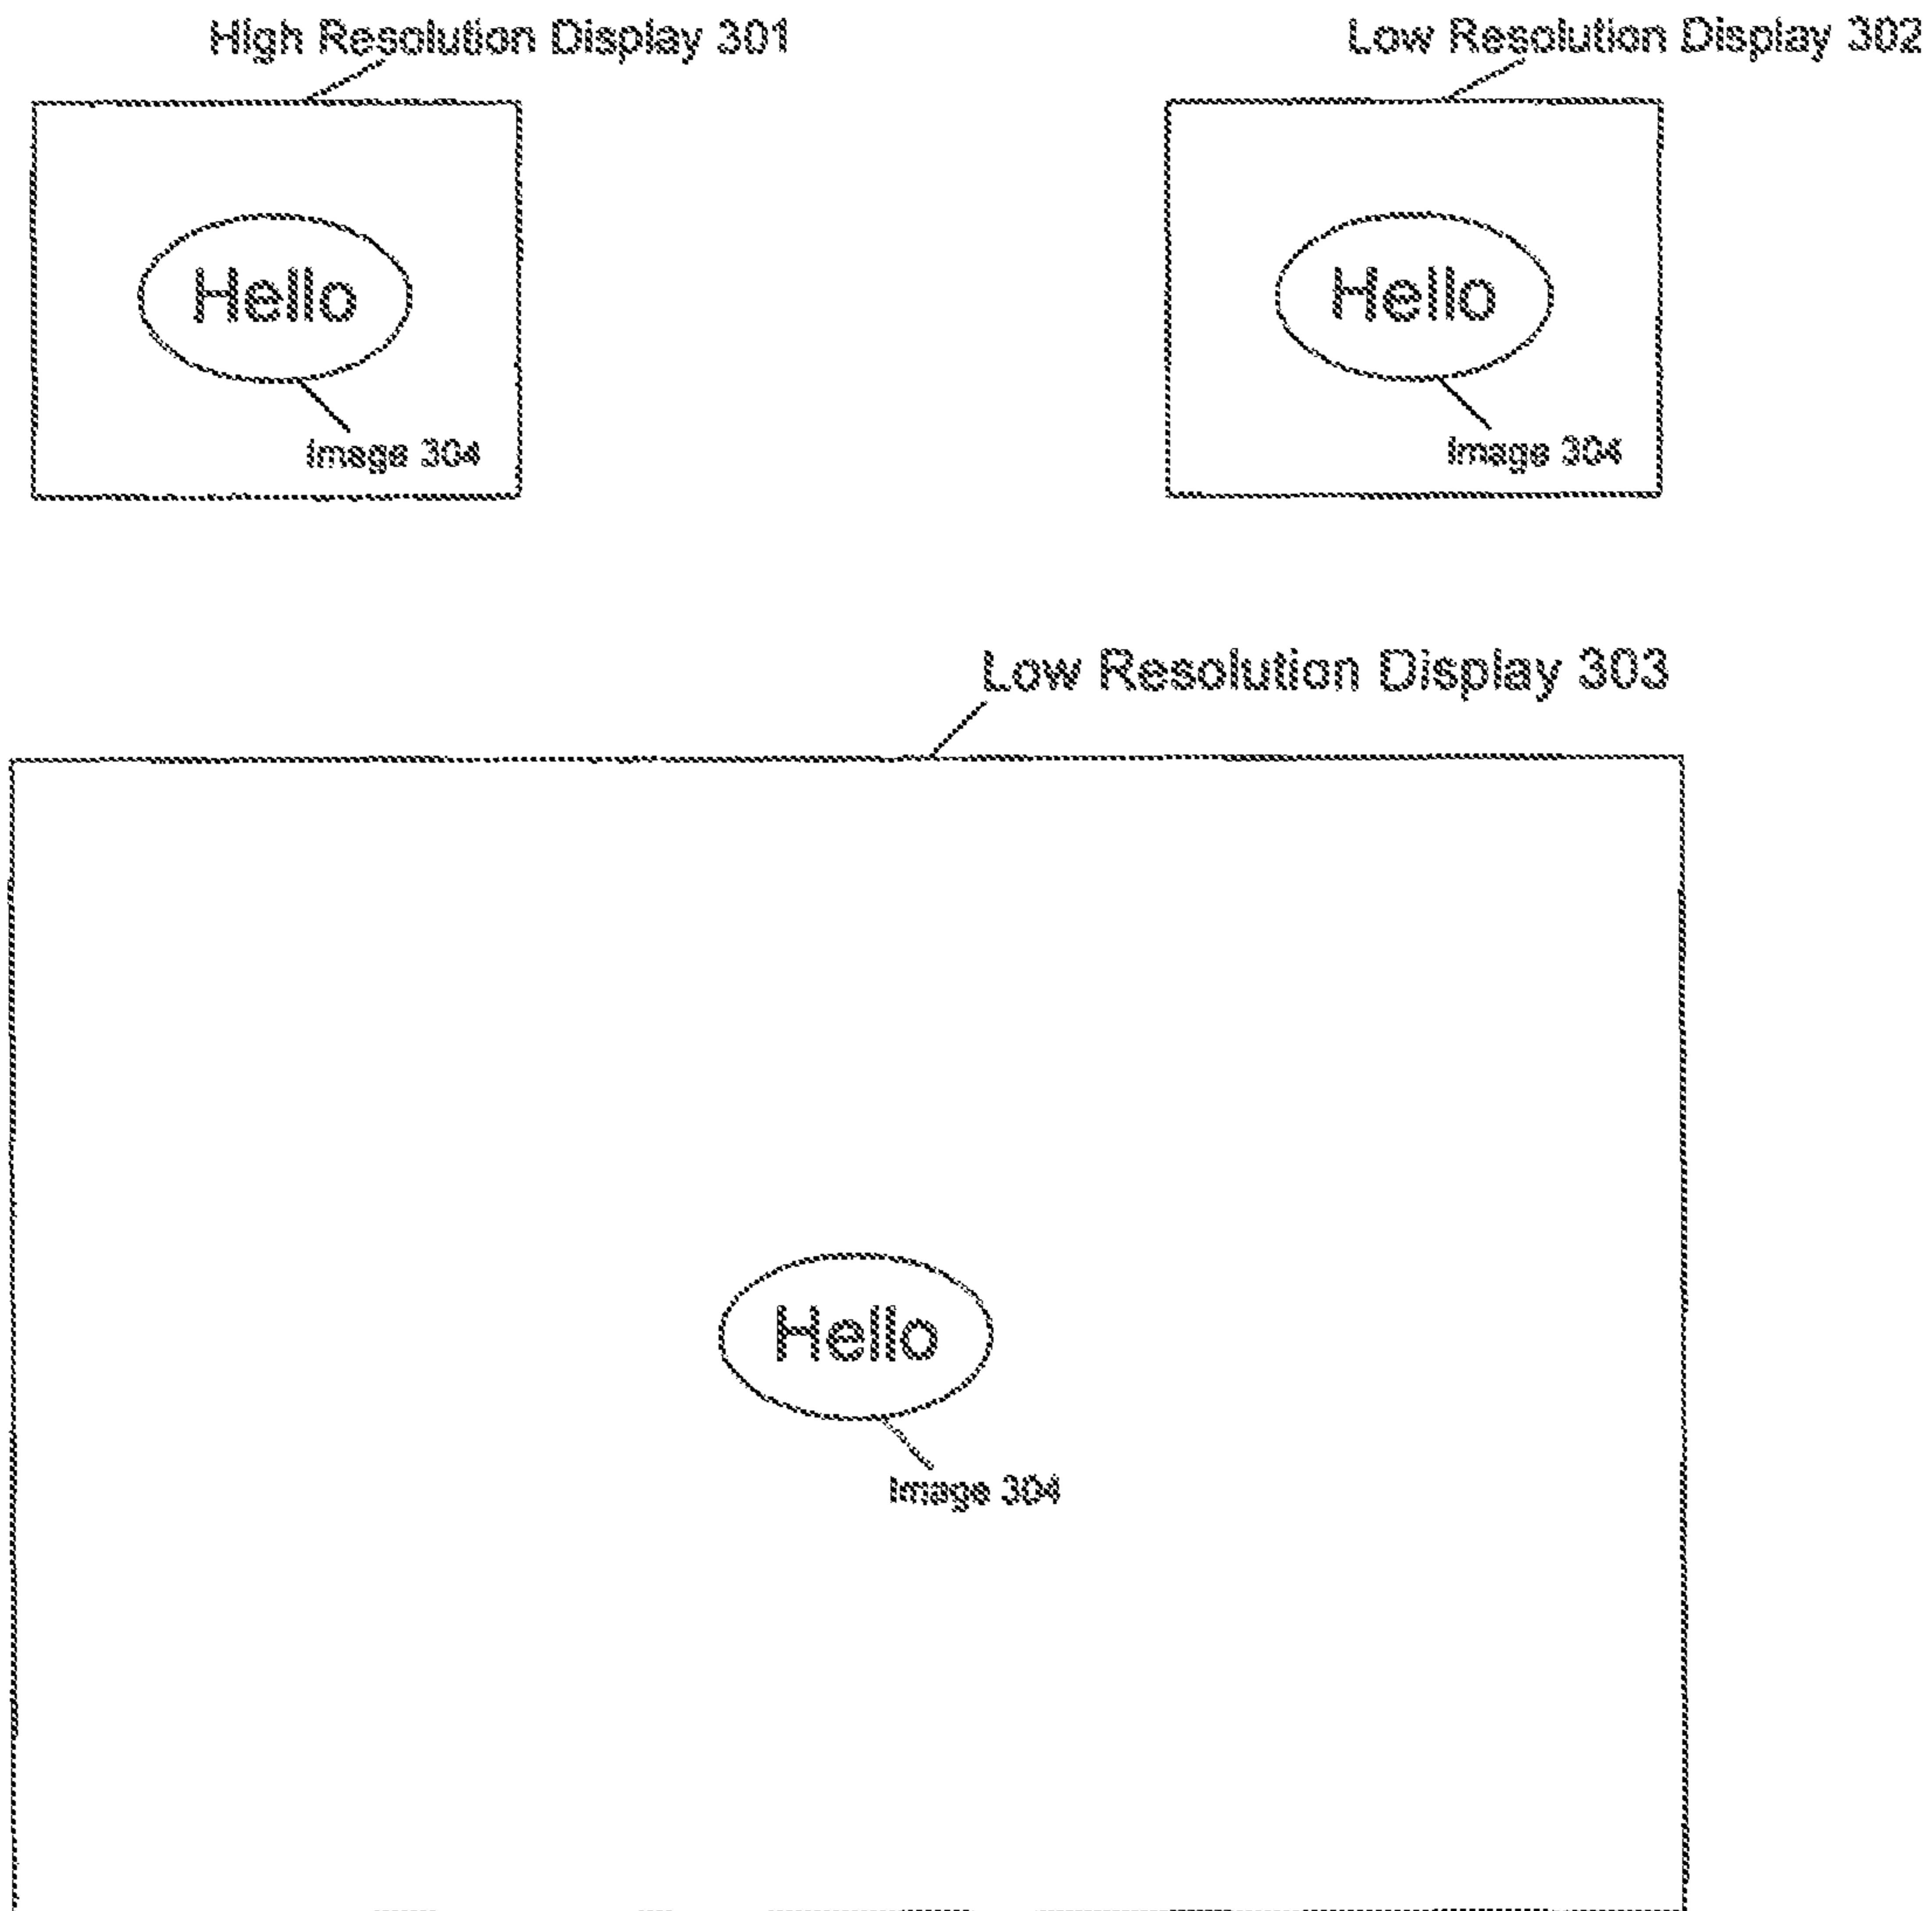 High Resolution Display 301
Low Resolution Display 302
Hello
Image 304
Hello
Image 304
Low Resolution Display 303
Hello
Image 304